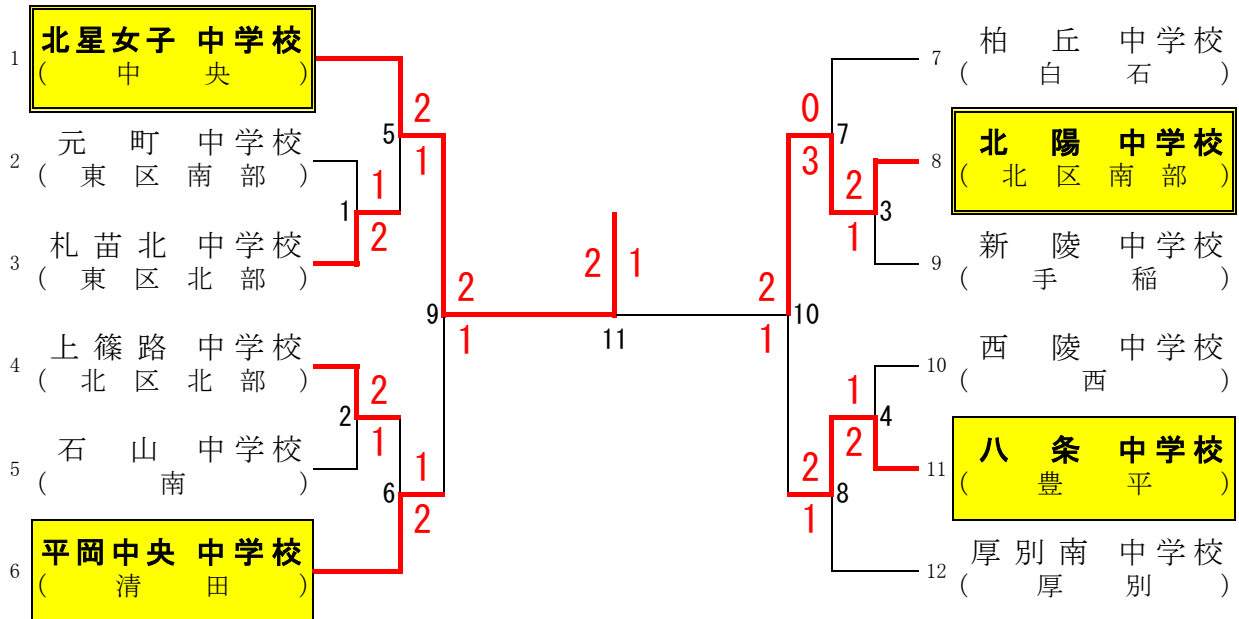 1
北星女子 中学校
( 中 央 )
2
元 町 中学校
( 東 区 南 部 )
3
札苗北 中学校
( 東 区 北 部 )
4
上篠路 中学校
( 北 区 北 部 )
5
石 山 中学校
( 南 )
6
平岡中央 中学校
( 清 田 )
1
1
2
2
2
1
5
2
1
6
1
2
9
2
1
2
1
11
2
10
1
0
7
3
2
3
1
1
4
2
2
8
1
7
柏 丘 中学校
( 白 石 )
8
北 陽 中学校
( 北 区 南 部 )
9
新 陵 中学校
( 手 稲 )
10
西 陵 中学校
( 西 )
11
八 条 中学校
( 豊 平 )
12
厚別南 中学校
( 厚 別 )